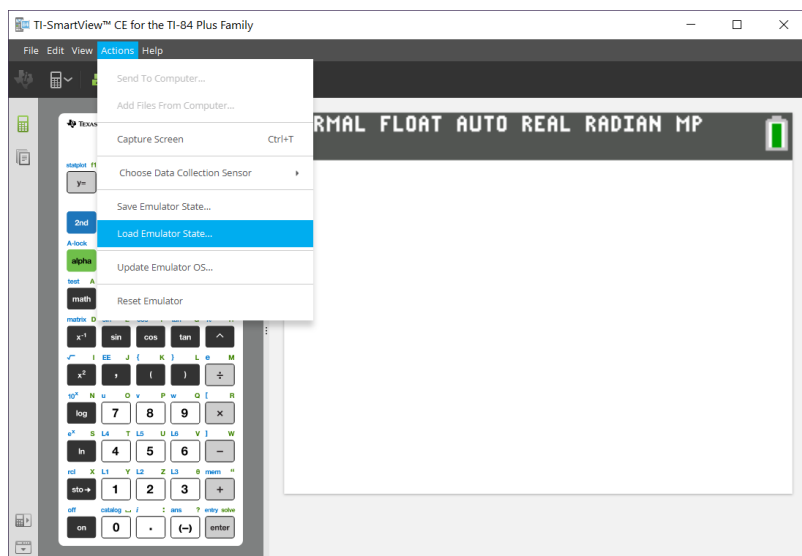 TI-SmartView™ CE for the TI-84 Plus Family
File Edit View Actions Help
Send To Computer...
Add Files From Computer...
Capture Screen Ctrl+T
Choose Data Collection Sensor
Save Emulator State...
Load Emulator State...
Update Emulator OS...
Reset Emulator
RMAL FLOAT AUTO REAL RADIAN MP
TEXAS
statplot f1
y=
2nd
A-lock
alpha
test A
math
matrix D
x⁻¹ sin cos tan ^
√ I EE J { K } L e M
x² , ( ) ÷
10ˣ N u O v P w Q [ R
log 7 8 9 ×
eˣ S L4 T L5 U L6 V ] W
ln 4 5 6 −
rcl X L1 Y L2 Z L3 θ mem "
sto→ 1 2 3 +
off catalog i : ans ? entry solve
on 0 . (−) enter